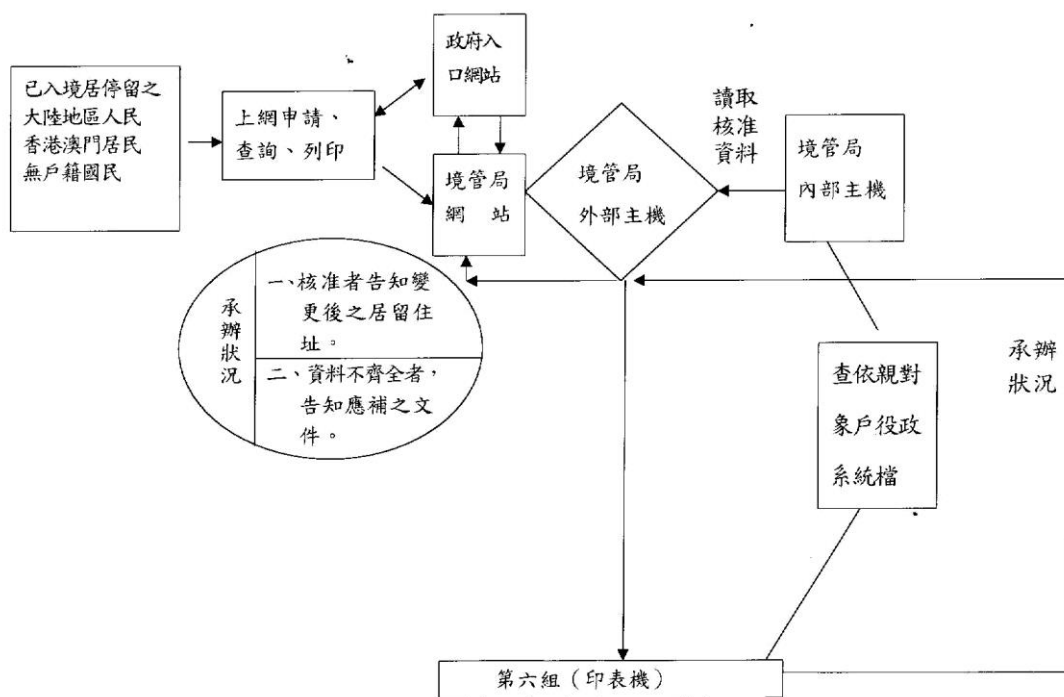 已入境居停留之
大陸地區人民
香港澳門居民
無戶籍國民
上網申請、
查詢、列印
政府入
口網站
境管局
網 站
境管局
外部主機
讀取
核准
資料
境管局
內部主機
承辦狀況
一、核准者告知變
更後之居留住
址。
二、資料不齊全者，
告知應補之文
件。
查依親對
象戶役政
系統檔
承辦
狀況
第六組（印表機）